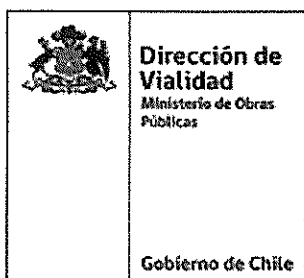 Dirección de
Vialidad
Ministerio de Obras
Públicas
Gobierno de Chile